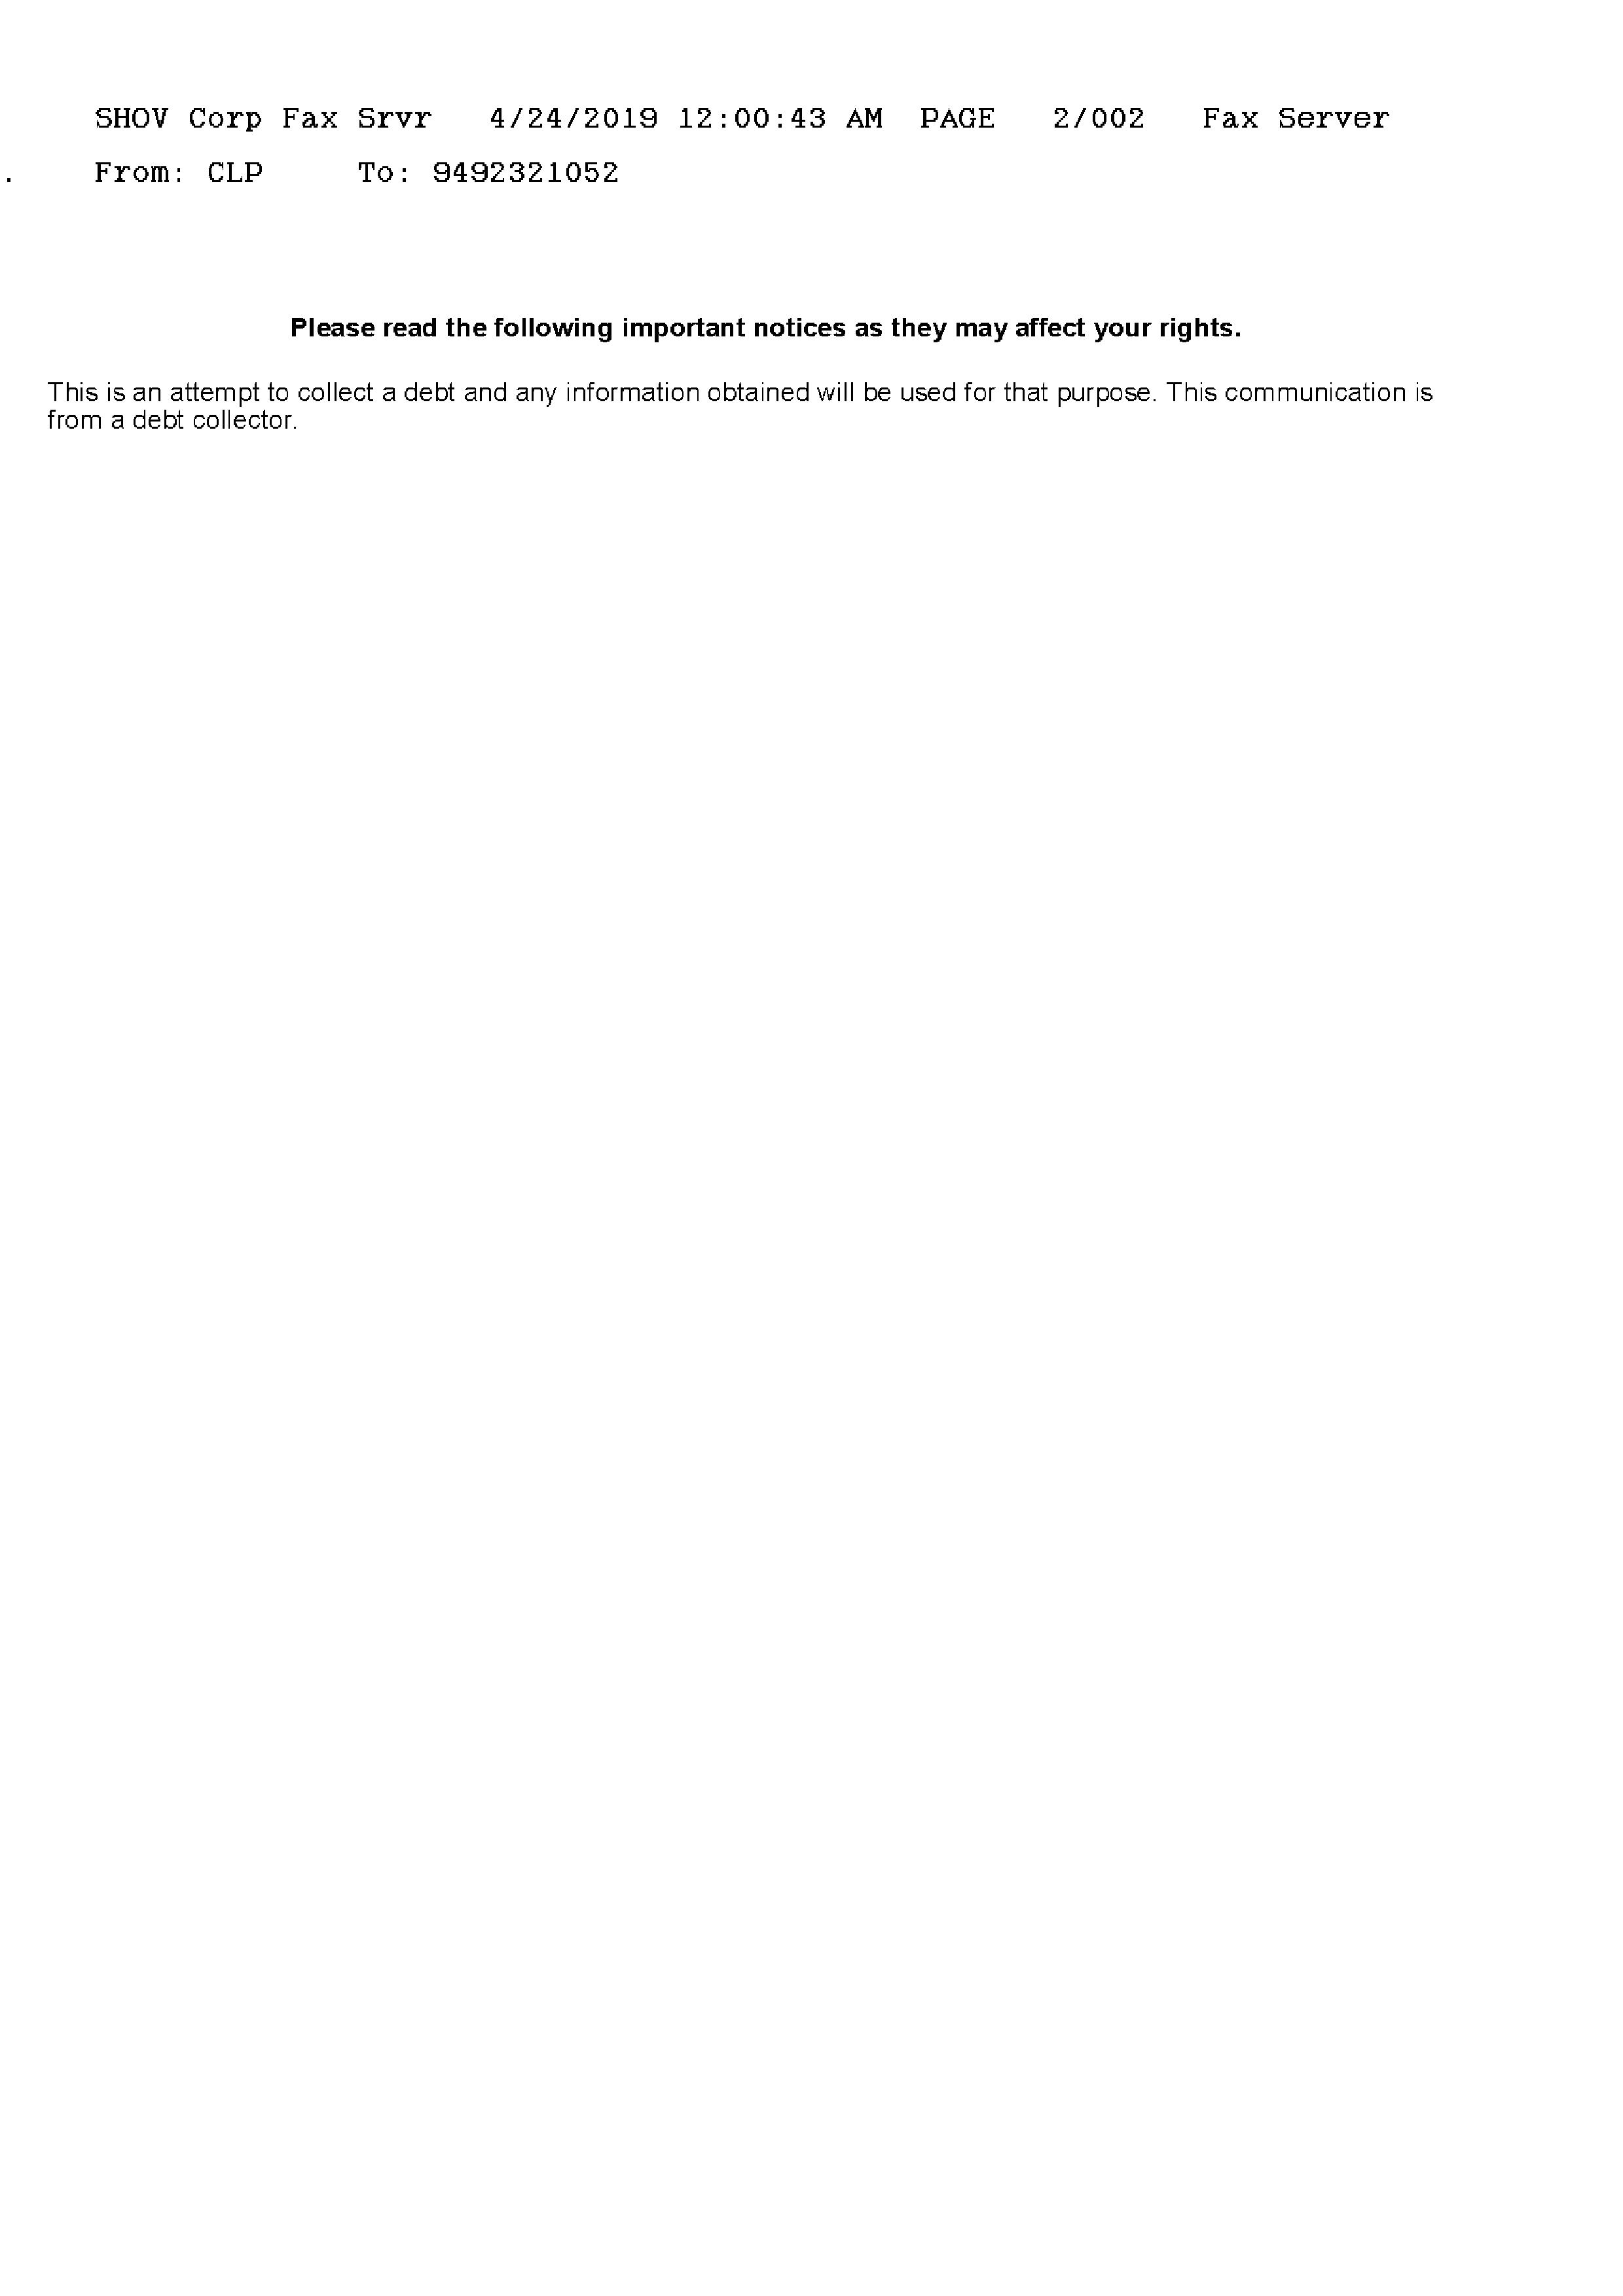 SHOV Corp Fax Srvr 4/24/2019 12:00:43 AM PAGE 2/002 Fax Server
From: CLP To: 9492321052
Please read the following important notices as they may affect your rights.
This is an attempt to collect a debt and any information obtained will be used for that purpose. This communication is
from a debt collector.